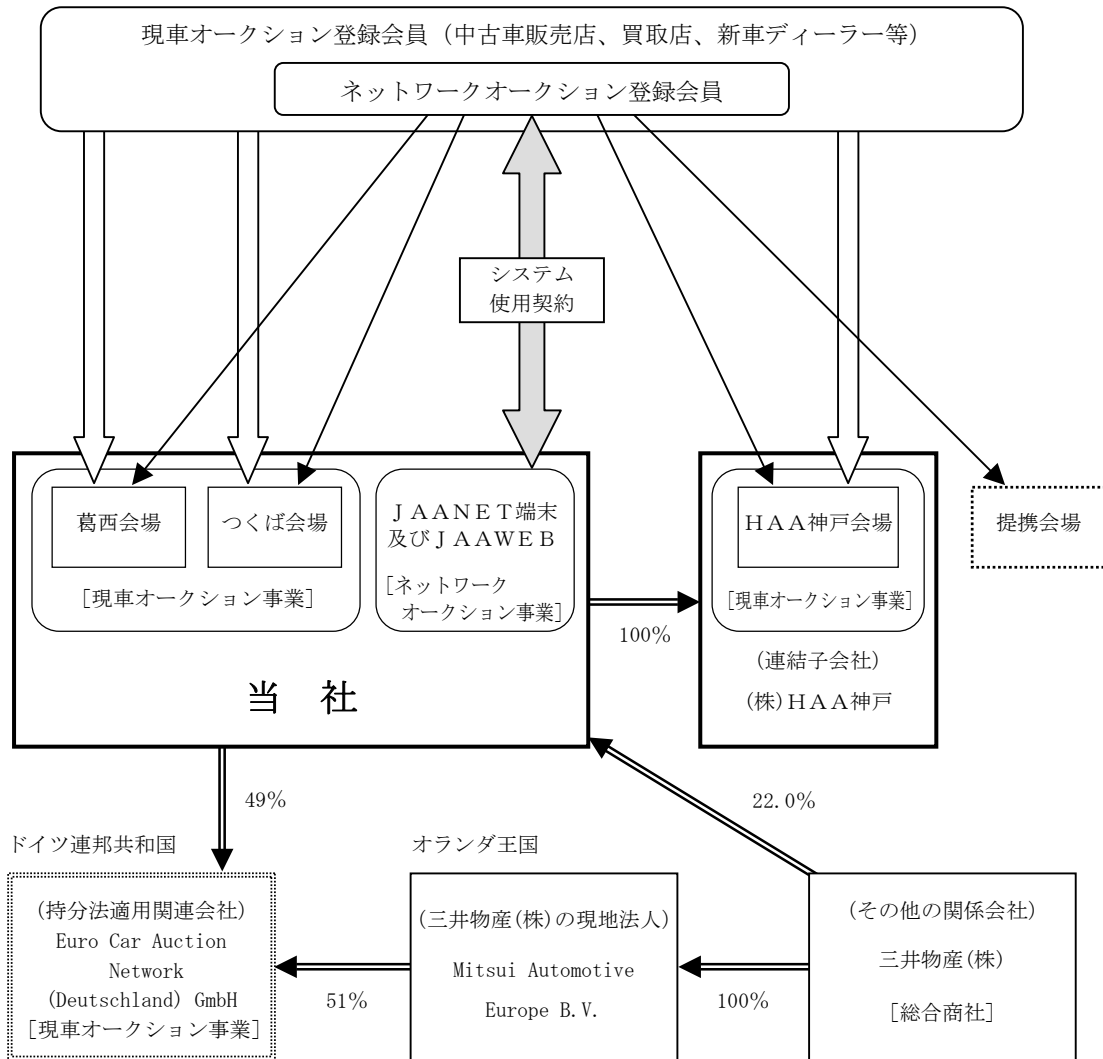 現車オークション登録会員（中古車販売店、買取店、新車ディーラー等）
ネットワークオークション登録会員
システム
使用契約
葛西会場
つくば会場
［現車オークション事業］
ＪＡＡＮＥＴ端末
及びＪＡＡＷＥＢ
［ネットワーク
オークション事業］
当 社
100%
ＨＡＡ神戸会場
［現車オークション事業］
(連結子会社)
(株)ＨＡＡ神戸
提携会場
49%
22.0%
ドイツ連邦共和国
オランダ王国
(持分法適用関連会社)
Euro Car Auction
Network
(Deutschland) GmbH
［現車オークション事業］
51%
(三井物産(株)の現地法人)
Mitsui Automotive
Europe B.V.
100%
(その他の関係会社)
三井物産(株)
［総合商社］